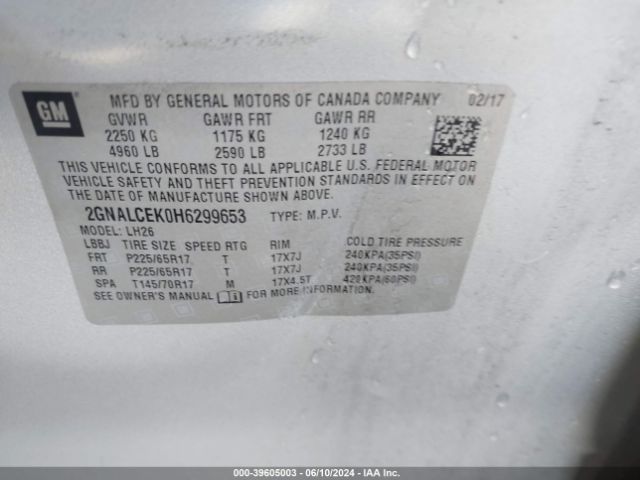 GM
MFD BY GENERAL MOTORS OF CANADA COMPANY 02/17
GVWR GAWR FRT GAWR RR
2250 KG 1175 KG 1240 KG
4960 LB 2590 LB 2733 LB
THIS VEHICLE CONFORMS TO ALL APPLICABLE U.S. FEDERAL MOTOR
VEHICLE SAFETY AND THEFT PREVENTION STANDARDS IN EFFECT ON
THE DATE OF MANUFACTURE SHOWN ABOVE.
2GNALCEK0H6299653 TYPE: M.P.V.
MODEL: LH26
LBBJ TIRE SIZE SPEED RTG RIM COLD TIRE PRESSURE
FRT P225/65R17 T 17X7J 240KPA(35PSI)
RR P225/65R17 T 17X7J 240KPA(35PSI)
SPA T145/70R17 M 17X4.5T 420KPA(60PSI)
SEE OWNER'S MANUAL FOR MORE INFORMATION.
000-39605003 - 06/10/2024 - IAA Inc.